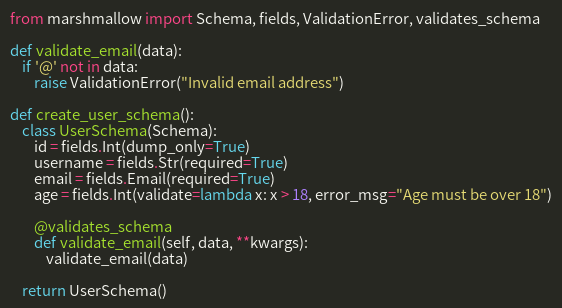 from marshmallow import Schema, fields, ValidationError, validates_schema
def validate_email(data):
if '@' not in data:
raise ValidationError("Invalid email address")
def create_user_schema():
class UserSchema(Schema):
id = fields.Int(dump_only=True)
username = fields.Str(required=True)
email = fields.Email(required=True)
age = fields.Int(validate=lambda x: x > 18, error_msg="Age must be over 18")
@validates_schema
def validate_email(self, data, **kwargs):
validate_email(data)
return UserSchema()